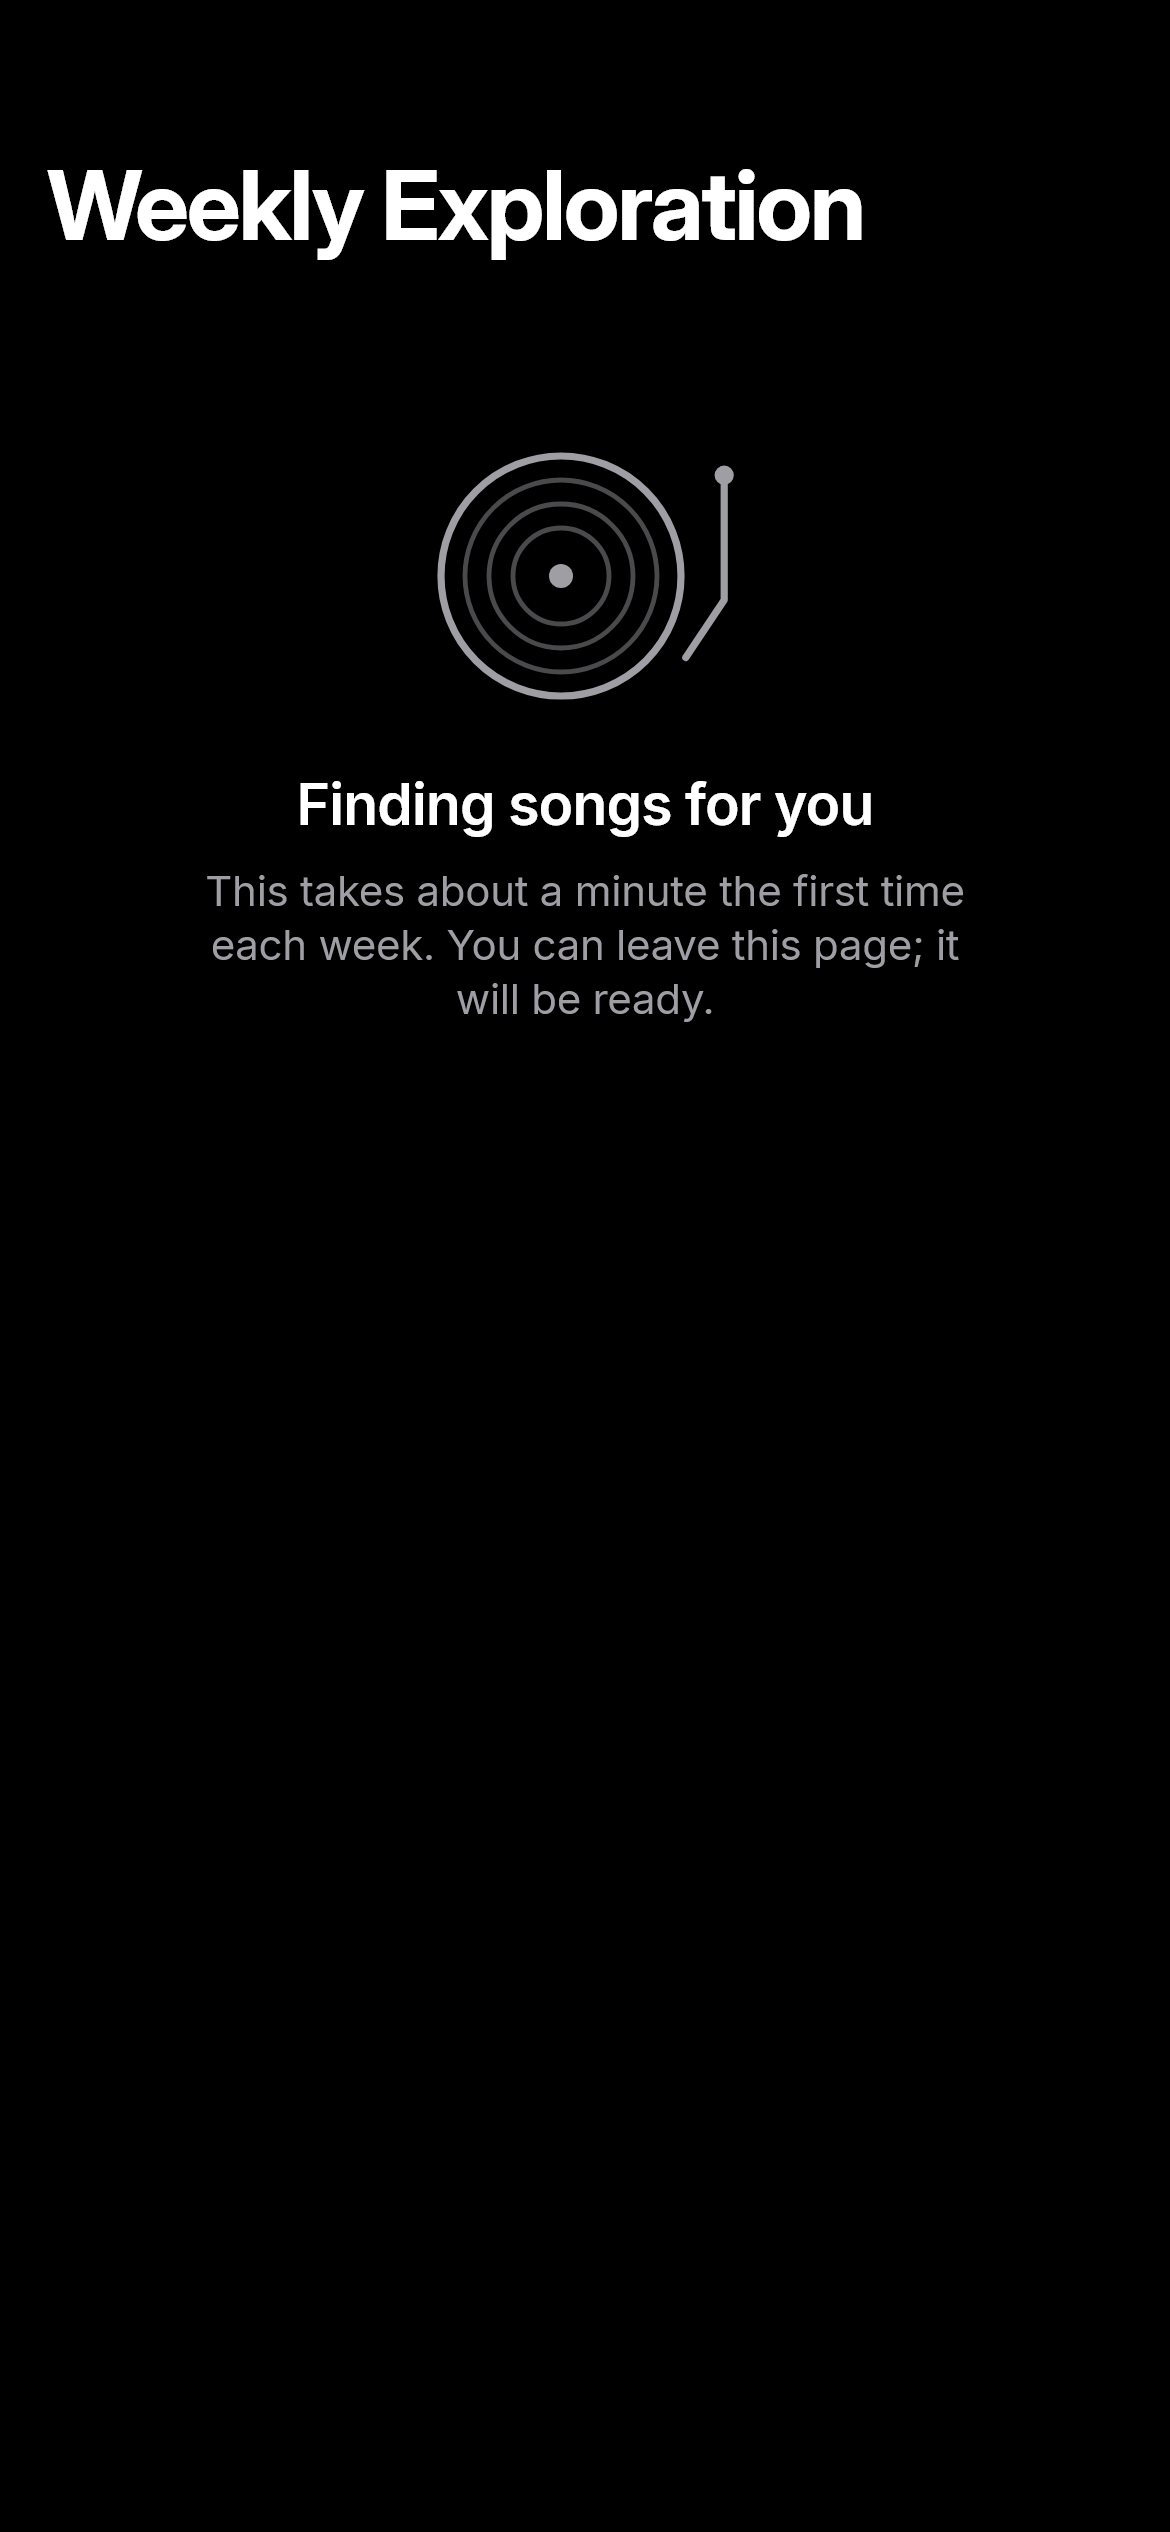 Weekly Exploration
Finding songs for you
This takes about a minute the first time
each week. You can leave this page; it
will be ready.